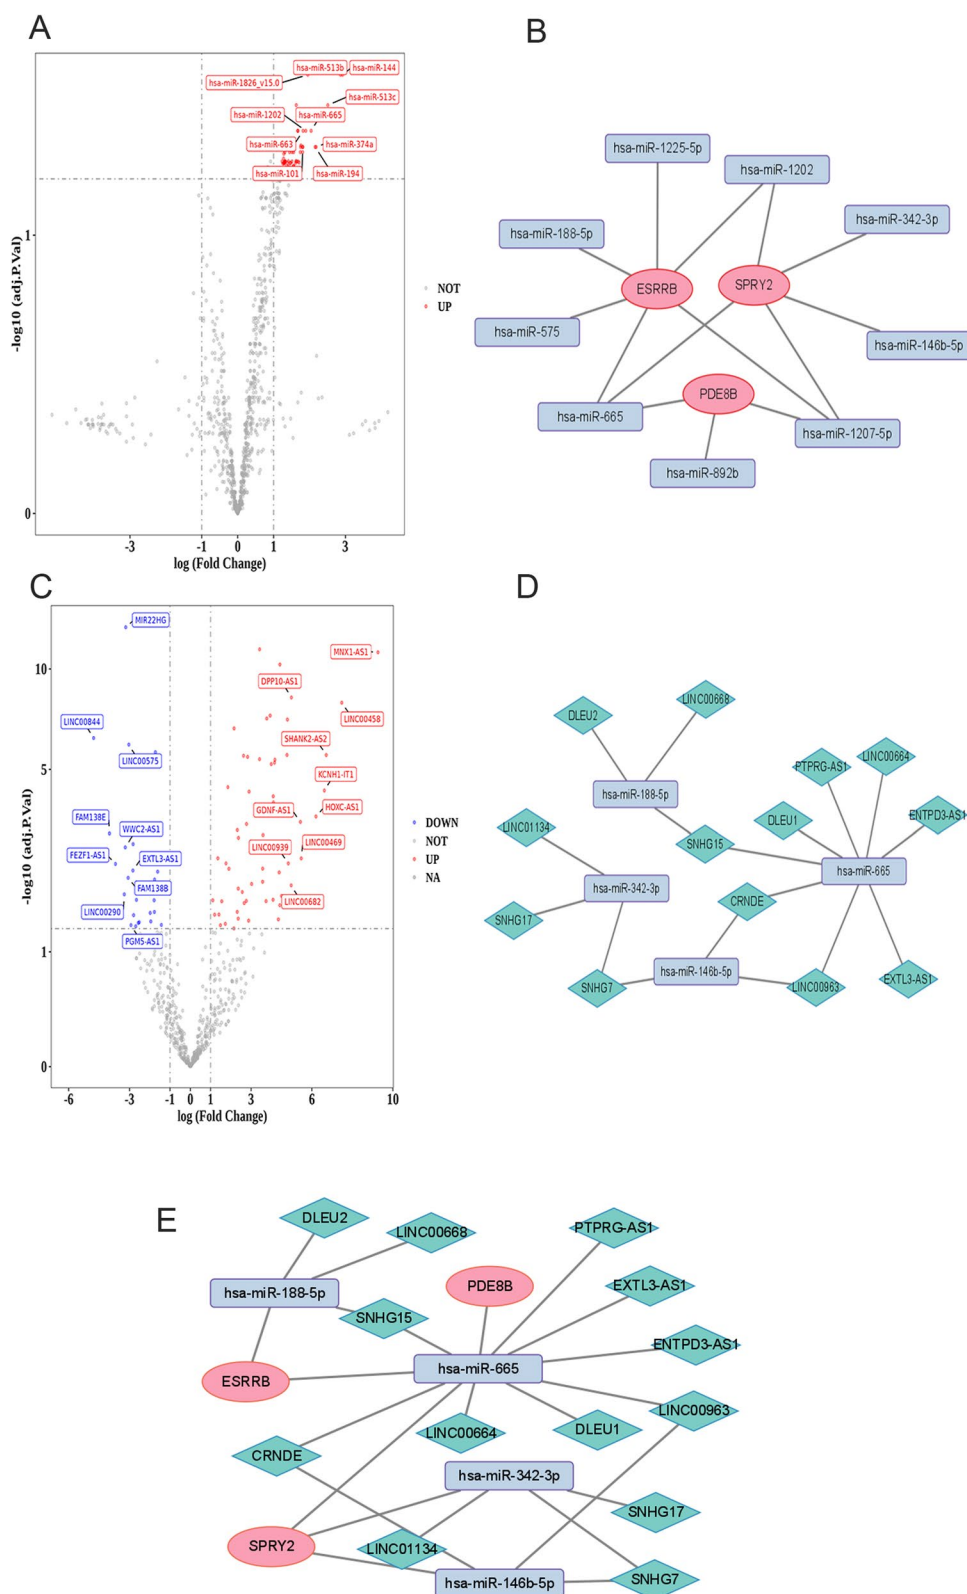 A
hsa-miR-513b
hsa-miR-144
hsa-miR-1826_v15.0
hsa-miR-513c
hsa-miR-1202
hsa-miR-665
hsa-miR-663
hsa-miR-374a
hsa-miR-101
hsa-miR-194
1
0
-log10 (adj.P.Val)
-3 -1 0 1 3
log (Fold Change)
NOT
UP
B
hsa-miR-1225-5p
hsa-miR-1202
hsa-miR-342-3p
hsa-miR-188-5p
ESRRB
SPRY2
hsa-miR-575
hsa-miR-146b-5p
PDE8B
hsa-miR-665
hsa-miR-1207-5p
hsa-miR-892b
C
MIR22HG
MNX1-AS1
DPP10-AS1
LINC00844
LINC00458
SHANK2-AS2
LINC00575
KCNH1-IT1
GDNF-AS1
HOXC-AS1
FAM138E
WWC2-AS1
LINC00469
LINC00939
FEZF1-AS1
EXTL3-AS1
FAM138B
LINC00682
LINC00290
PGM5-AS1
10
5
1
0
-log10 (adj.P.Val)
-6 -3 -1 0 1 3 6 10
log (Fold Change)
DOWN
NOT
UP
NA
D
LINC00668
DLEU2
LINC00664
PTPRG-AS1
hsa-miR-188-5p
ENTPD3-AS1
DLEU1
LINC01134
SNHG15
hsa-miR-665
hsa-miR-342-3p
CRNDE
SNHG17
hsa-miR-146b-5p
EXTL3-AS1
SNHG7
LINC00963
E
DLEU2
LINC00668
PTPRG-AS1
hsa-miR-188-5p
PDE8B
EXTL3-AS1
SNHG15
ENTPD3-AS1
hsa-miR-665
ESRRB
LINC00963
LINC00664
DLEU1
CRNDE
hsa-miR-342-3p
SNHG17
SPRY2
LINC01134
hsa-miR-146b-5p
SNHG7